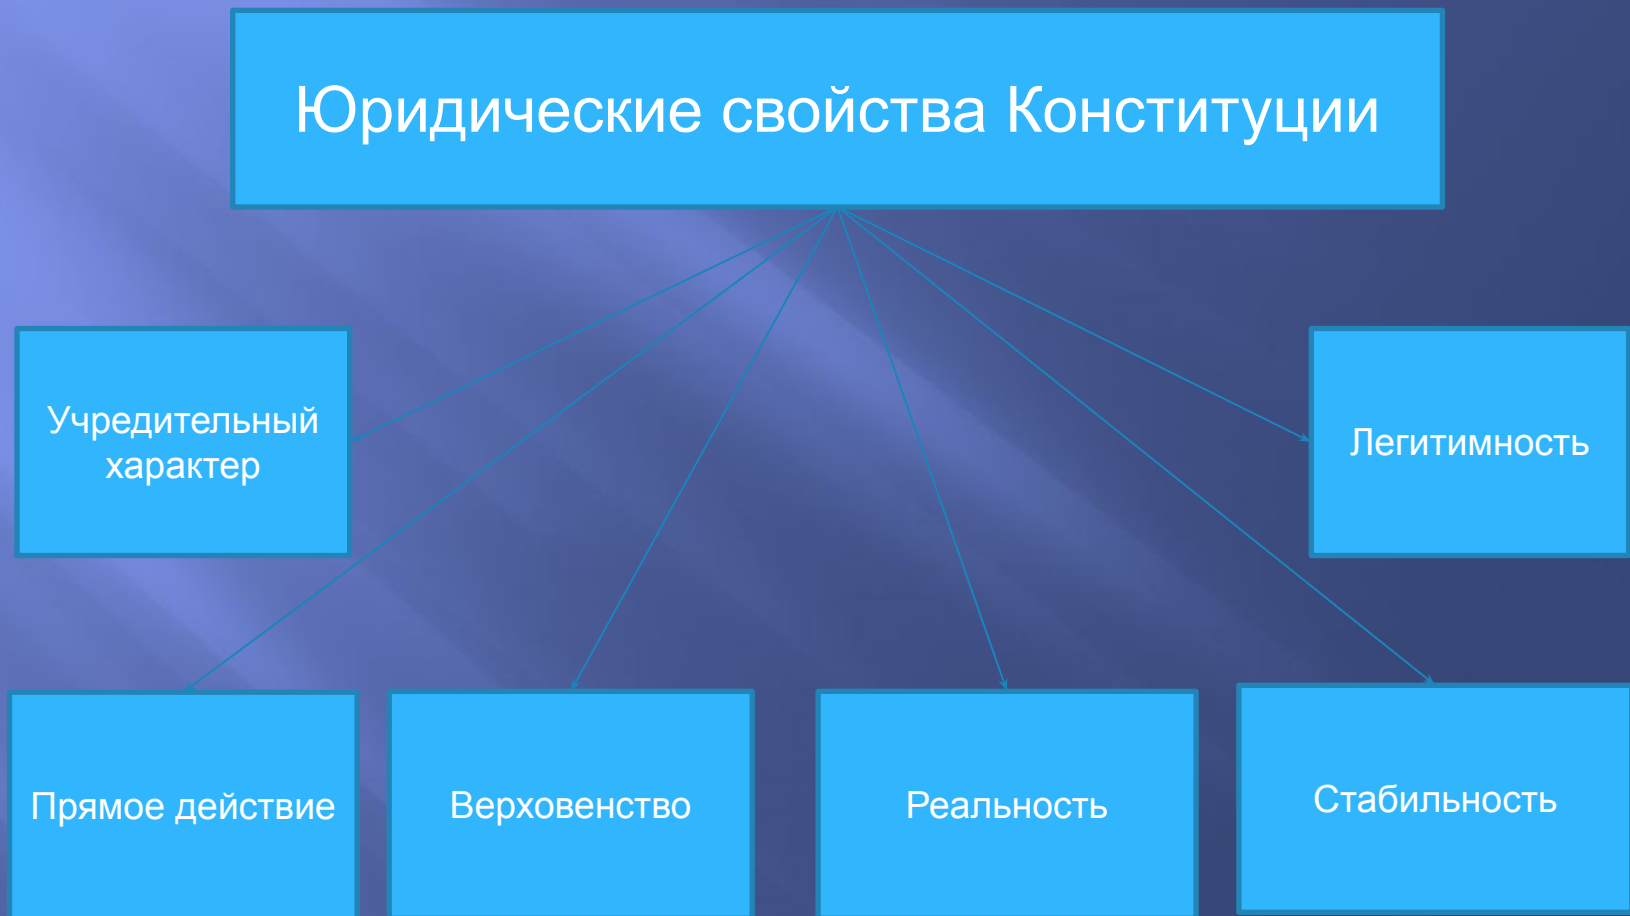 Юридические свойства Конституции
Учредительный
характер
Легитимность
Прямое действие
Верховенство
Реальность
Стабильность